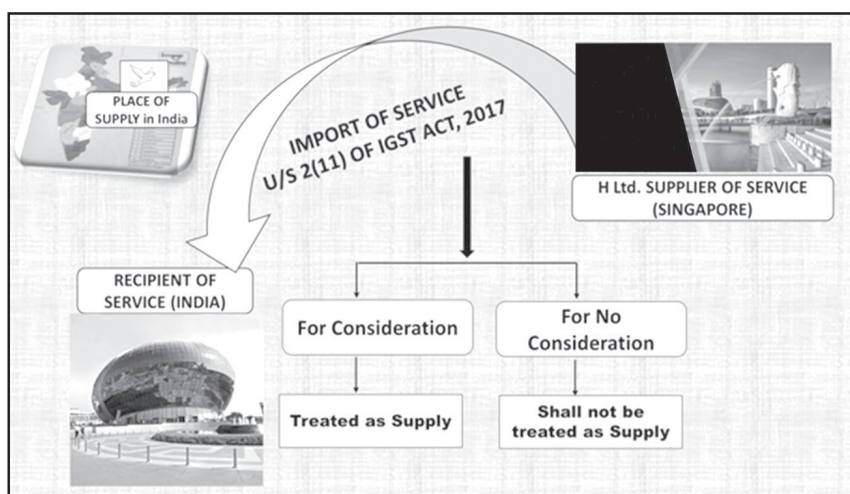 PLACE OF
SUPPLY in India
IMPORT OF SERVICE
U/S 2(11) OF IGST ACT, 2017
H Ltd. SUPPLIER OF SERVICE
(SINGAPORE)
RECIPIENT OF
SERVICE (INDIA)
For Consideration
For No
Consideration
Treated as Supply
Shall not be
treated as Supply